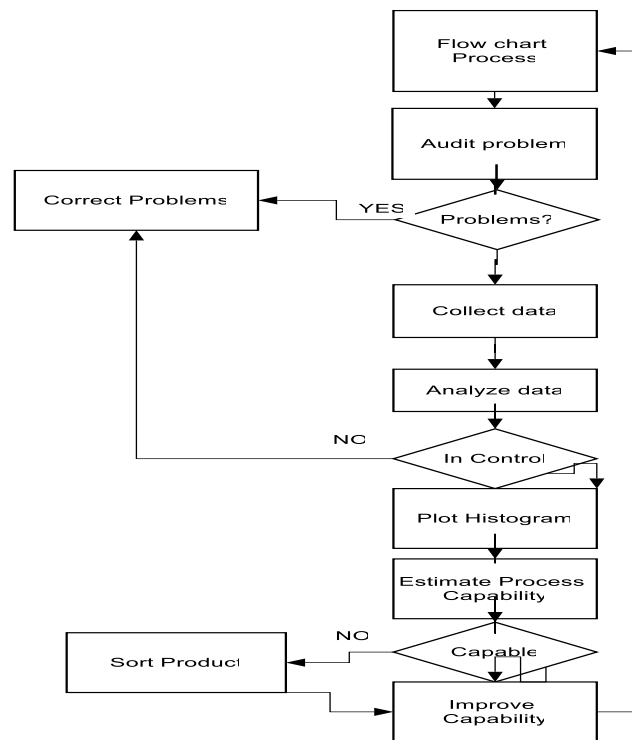 Flow chart
Process
Audit problem
Correct Problems
YES
Problems?
Collect data
Analyze data
NO
In Control
Plot Histogram
Estimate Process
Capability
NO
Capable
Sort Product
Improve
Capability